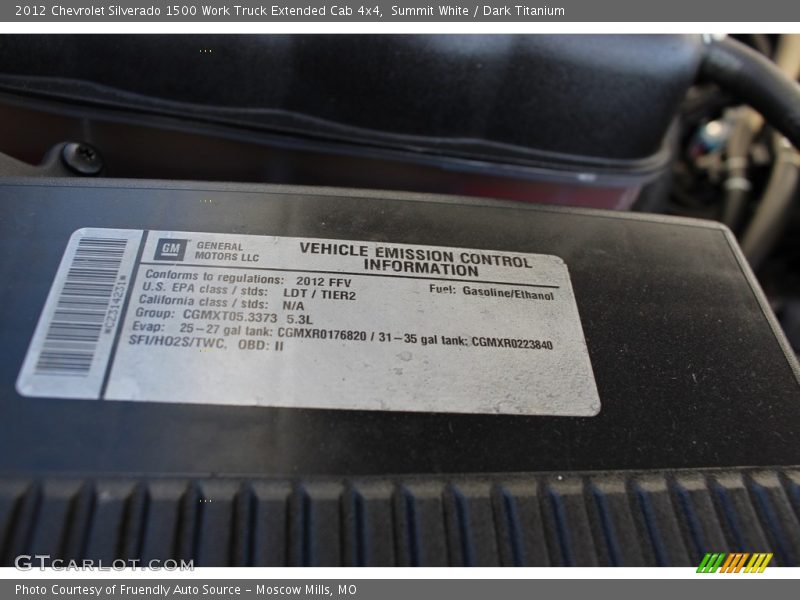 2012 Chevrolet Silverado 1500 Work Truck Extended Cab 4x4, Summit White / Dark Titanium
*CZ314231*
GM
GENERAL
MOTORS LLC
VEHICLE EMISSION CONTROL
INFORMATION
Conforms to regulations: 2012 FFV
Fuel: Gasoline/Ethanol
U.S. EPA class / stds: LDT / TIER2
California class / stds: N/A
Group: CGMXT05.3373 5.3L
Evap: 25-27 gal tank: CGMXR0176820 / 31-35 gal tank: CGMXR0223840
SFI/HO2S/TWC, OBD: II
GTCARLOT.COM
Photo Courtesy of Fruendly Auto Source - Moscow Mills, MO